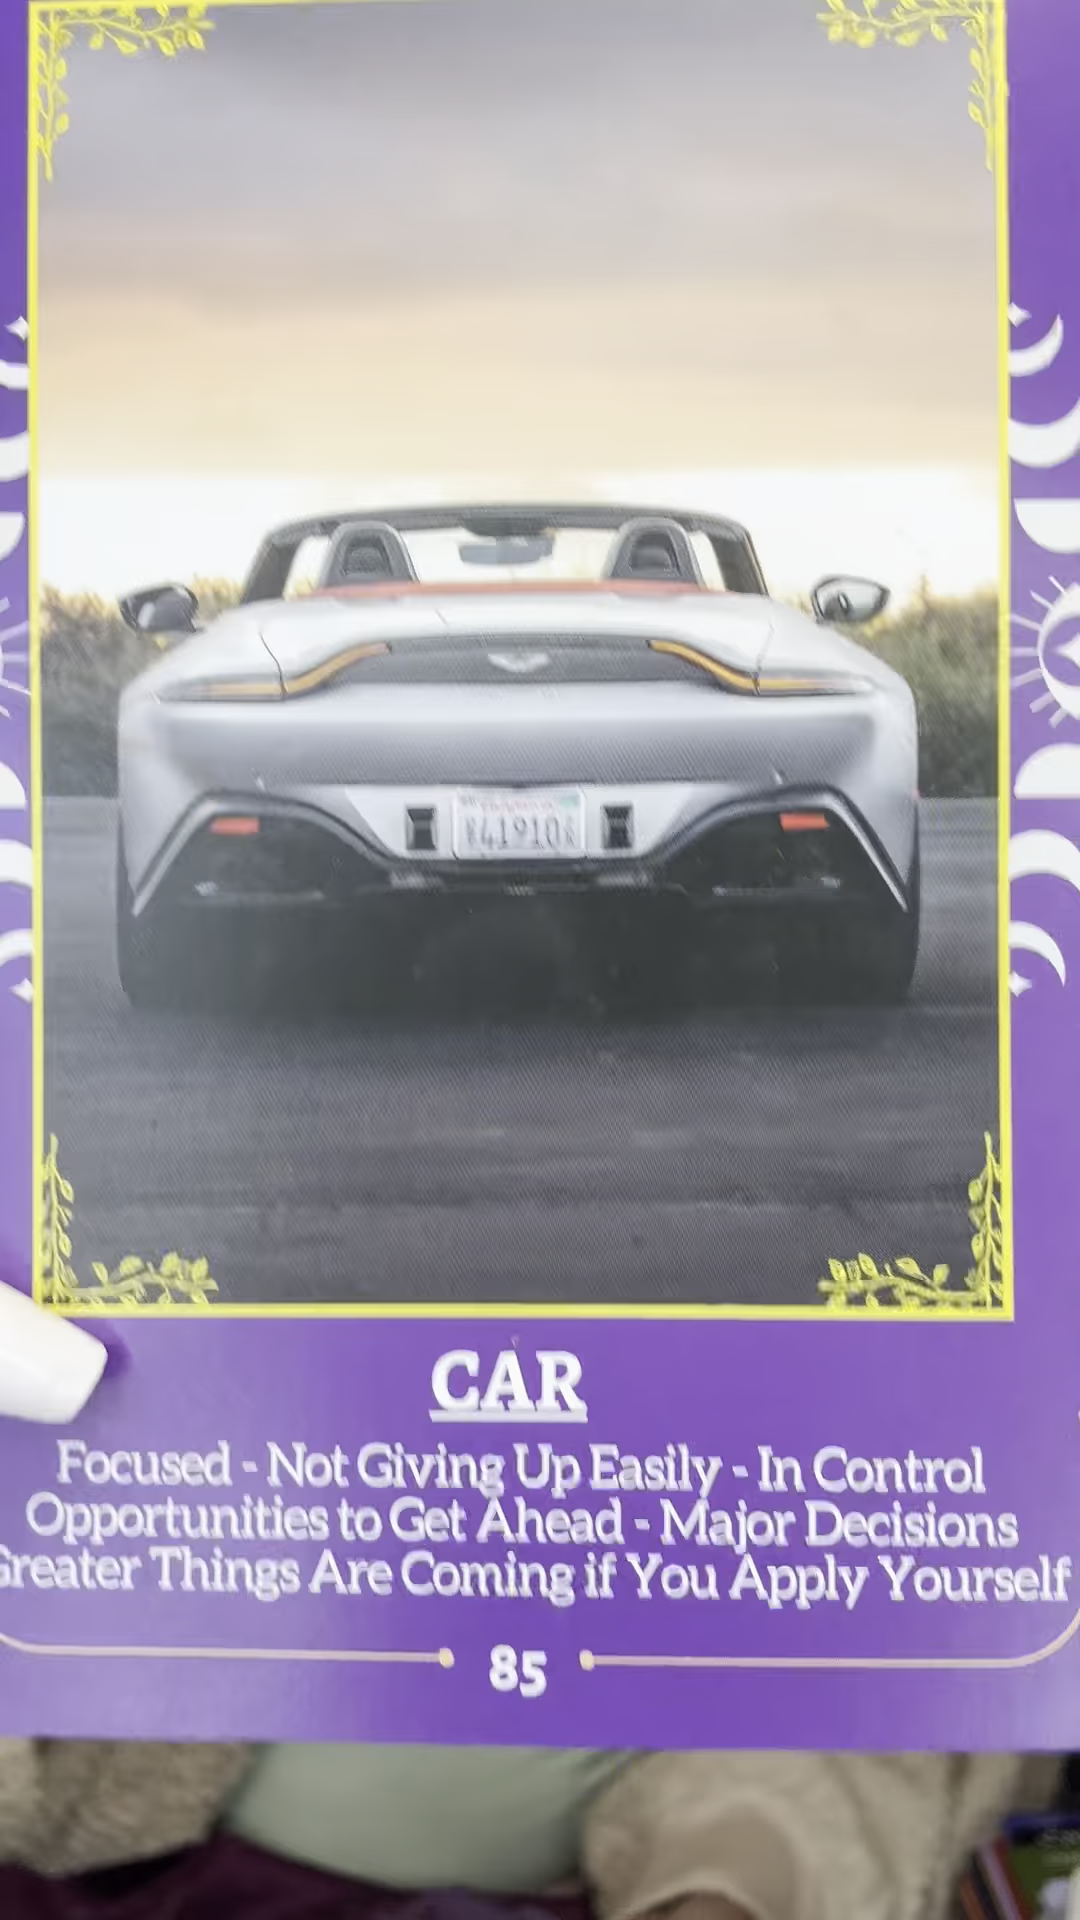 41910
CAR
Focused - Not Giving Up Easily - In Control
Opportunities to Get Ahead - Major Decisions
Greater Things Are Coming if You Apply Yourself
85